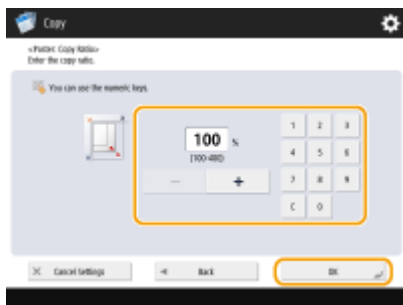 Copy
<Poster: Copy Ratio>
Enter the copy ratio.
You can use the numeric keys.
100 %
(100-400)
- +
1 2 3
4 5 6
7 8 9
C 0
× Cancel Settings
Back
OK